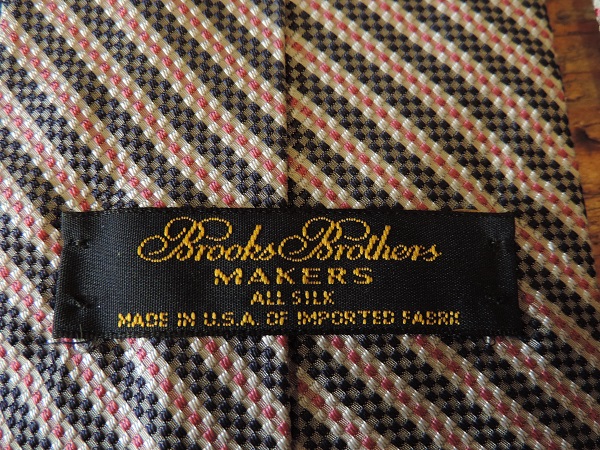 Brooks Brothers
MAKERS
ALL SILK
MADE IN U.S.A. OF IMPORTED FABRIC